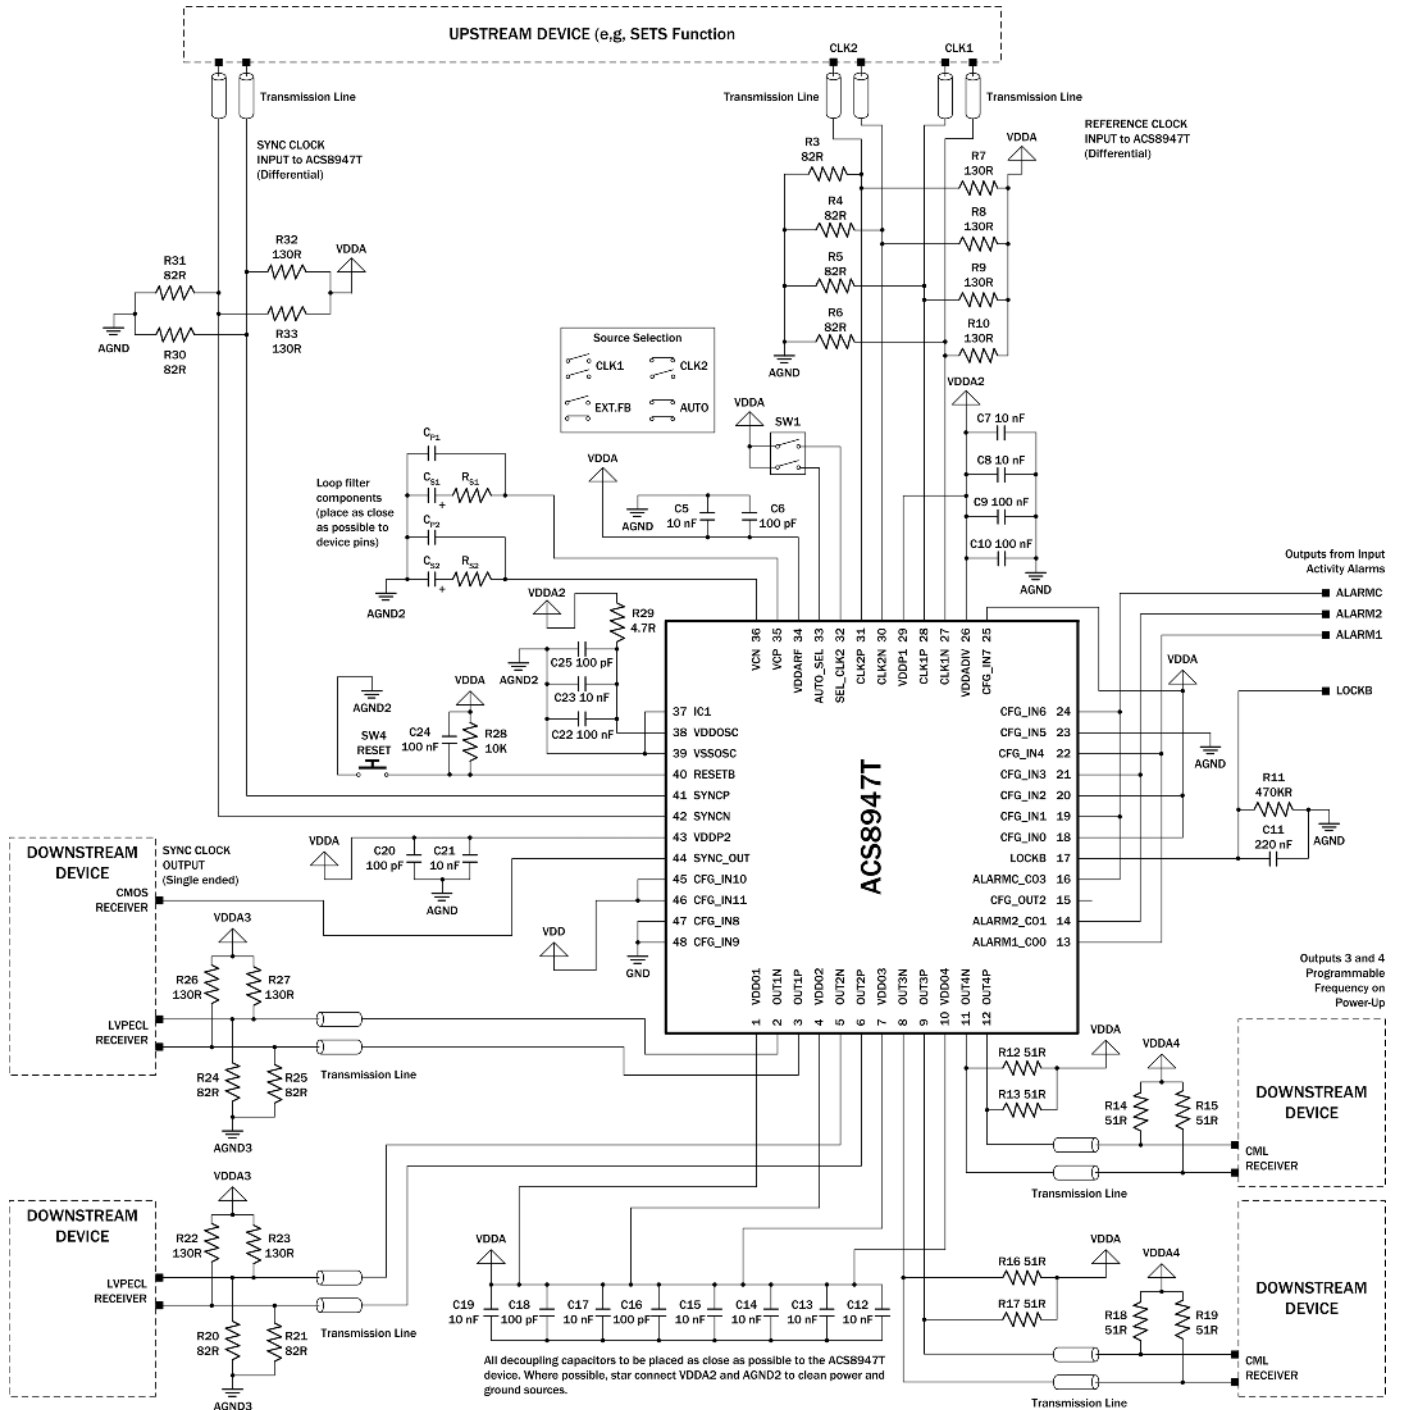 UPSTREAM DEVICE (e,g, SETS Function
CLK2
CLK1
Transmission Line
Transmission Line
Transmission Line
SYNC CLOCK
INPUT to ACS8947T
(Differential)
REFERENCE CLOCK
INPUT to ACS8947T
(Differential)
VDDA
R3
82R
R7
130R
R4
82R
R8
130R
R5
82R
R9
130R
R6
82R
R10
130R
AGND
R31
82R
R32
130R
VDDA
R33
130R
R30
82R
AGND
Source Selection
CLK1
CLK2
EXT.FB
AUTO
VDDA
SW1
VDDA2
C7 10 nF
C8 10 nF
C9 100 nF
C10 100 nF
AGND
Loop filter
components
(place as close
as possible to
device pins)
CP1
CS1
RS1
CP2
CS2
RS2
+
+
AGND2
VDDA
AGND
C5
10 nF
C6
100 pF
VDDA2
R29
4.7R
AGND2
C25 100 pF
C23 10 nF
C22 100 nF
AGND2
VDDA
SW4
RESET
C24
100 nF
R28
10K
Outputs from Input
Activity Alarms
ALARMC
ALARM2
ALARM1
VDDA
LOCKB
AGND
R11
470KR
AGND
C11
220 nF
36 VCN
35 VCP
34 VDDARF
33 AUTO_SEL
32 SEL_CLK2
31 CLK2P
30 CLK2N
29 VDDP1
28 CLK1P
27 CLK1N
26 VDDADIV
25 CFG_IN7
37 IC1
38 VDDOSC
39 VSSOSC
40 RESETB
41 SYNCP
42 SYNCN
43 VDDP2
44 SYNC_OUT
45 CFG_IN10
46 CFG_IN11
47 CFG_IN8
48 CFG_IN9
ACS8947T
CFG_IN6 24
CFG_IN5 23
CFG_IN4 22
CFG_IN3 21
CFG_IN2 20
CFG_IN1 19
CFG_IN0 18
LOCKB 17
ALARMC_CO3 16
CFG_OUT2 15
ALARM2_CO1 14
ALARM1_CO0 13
1 VDDO1
2 OUT1N
3 OUT1P
4 VDDO2
5 OUT2N
6 OUT2P
7 VDDO3
8 OUT3N
9 OUT3P
10 VDDO4
11 OUT4N
12 OUT4P
DOWNSTREAM
DEVICE
CMOS
RECEIVER
LVPECL
RECEIVER
SYNC CLOCK
OUTPUT
(Single ended)
VDDA
C20
100 pF
C21
10 nF
AGND
VDD
GND
VDDA3
R26
130R
R27
130R
R24
82R
R25
82R
AGND3
Transmission Line
DOWNSTREAM
DEVICE
LVPECL
RECEIVER
VDDA3
R22
130R
R23
130R
R20
82R
R21
82R
AGND3
Transmission Line
VDDA
C19
10 nF
C18
100 pF
C17
10 nF
C16
100 pF
C15
10 nF
C14
10 nF
C13
10 nF
C12
10 nF
All decoupling capacitors to be placed as close as possible to the ACS8947T
device. Where possible, star connect VDDA2 and AGND2 to clean power and
ground sources.
Outputs 3 and 4
Programmable
Frequency on
Power-Up
VDDA
R12 51R
R13 51R
VDDA4
R14
51R
R15
51R
DOWNSTREAM
DEVICE
CML
RECEIVER
Transmission Line
VDDA
R16 51R
R17 51R
VDDA4
R18
51R
R19
51R
DOWNSTREAM
DEVICE
CML
RECEIVER
Transmission Line